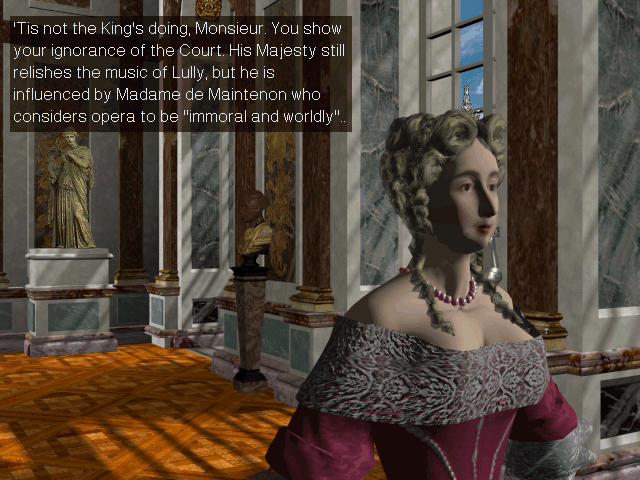 'Tis not the King's doing, Monsieur. You show
your ignorance of the Court. His Majesty still
relishes the music of Lully, but he is
influenced by Madame de Maintenon who
considers opera to be "immoral and worldly"..